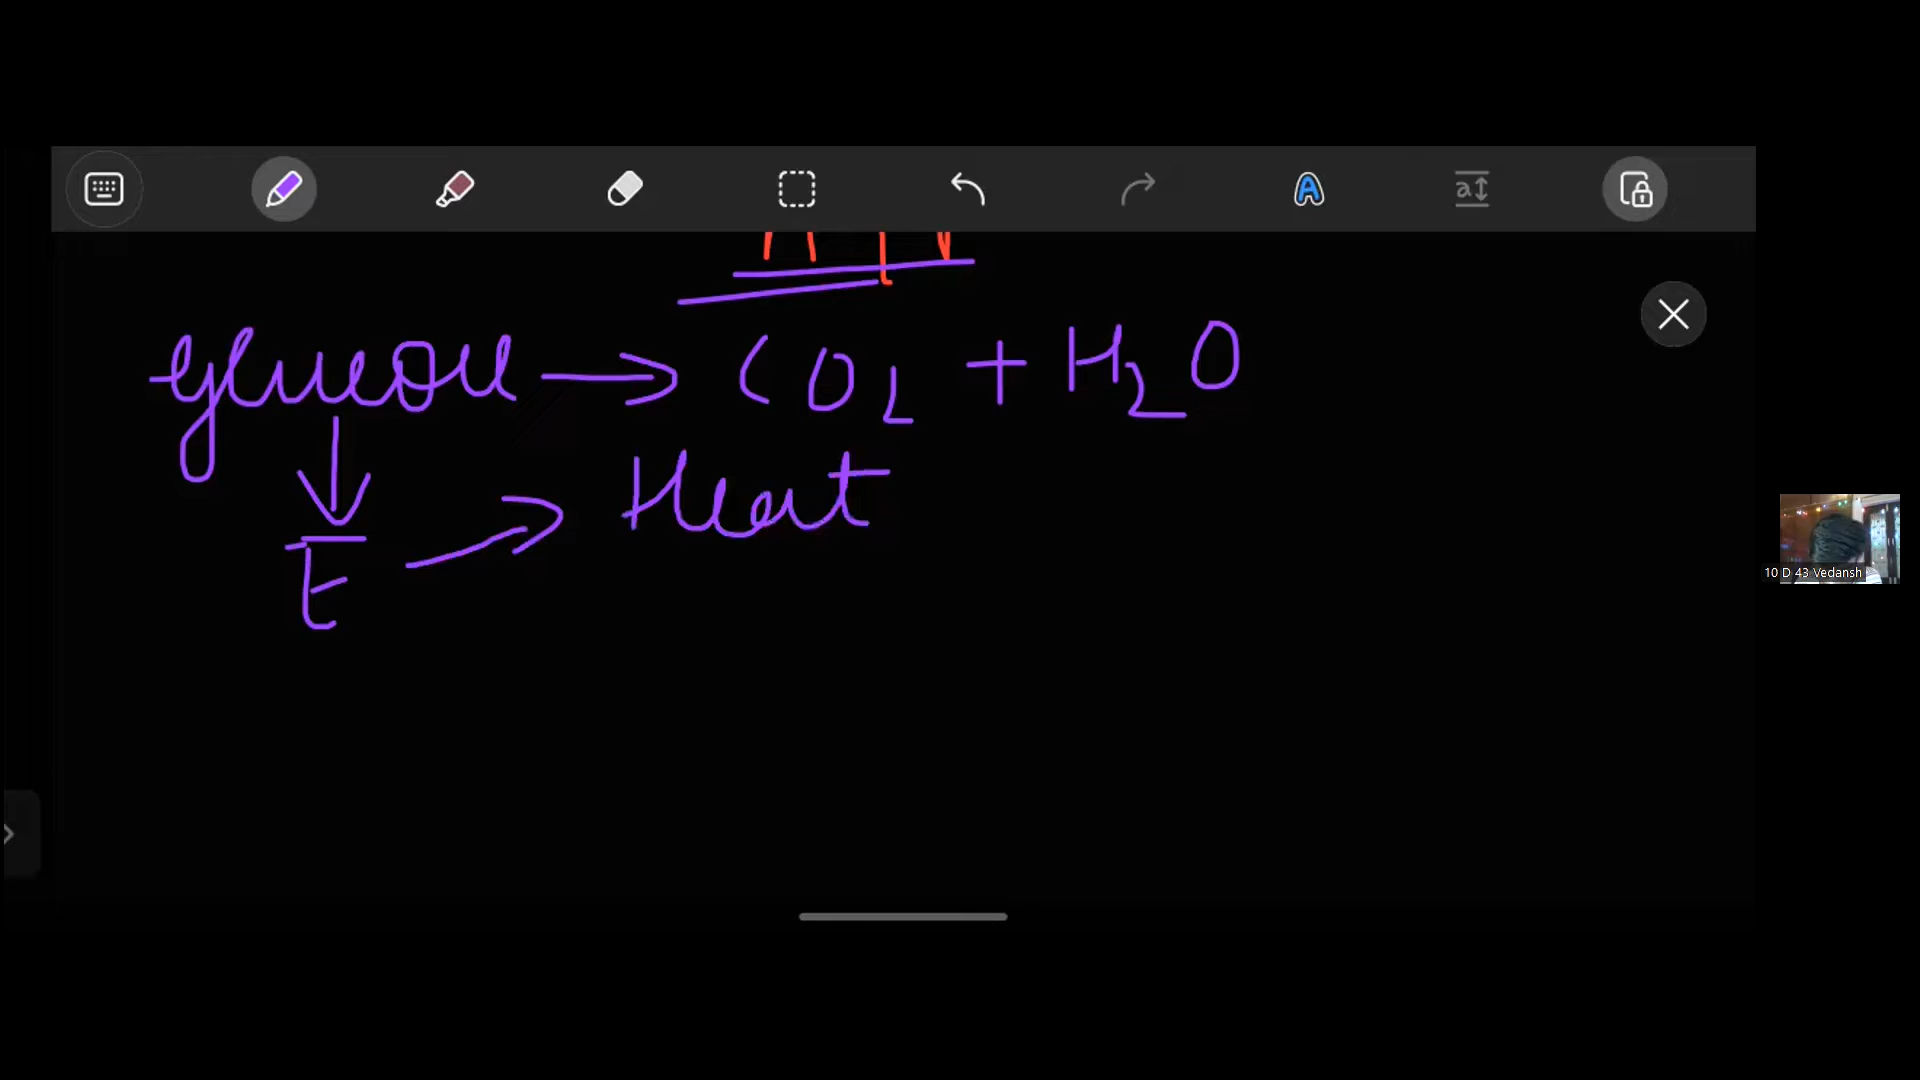 glucose → CO2 + H2O
E → Heat
10 D 43 Vedansh